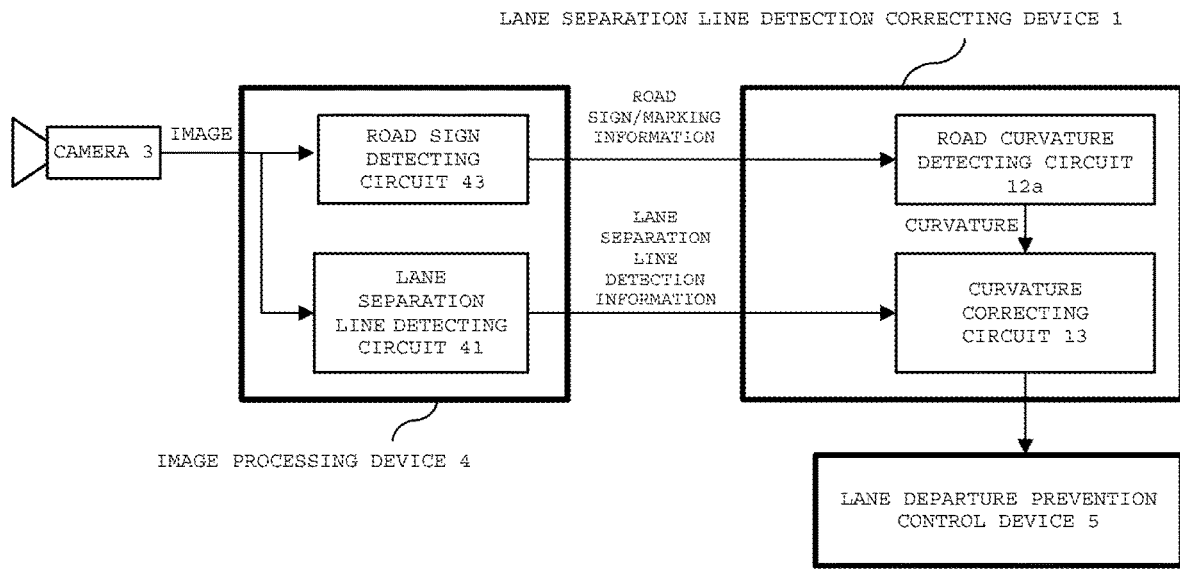 LANE SEPARATION LINE DETECTION CORRECTING DEVICE 1
CAMERA 3
IMAGE
ROAD SIGN
DETECTING
CIRCUIT 43
ROAD
SIGN/MARKING
INFORMATION
ROAD CURVATURE
DETECTING CIRCUIT
12a
CURVATURE
LANE
SEPARATION
LINE DETECTING
CIRCUIT 41
LANE
SEPARATION
LINE
DETECTION
INFORMATION
CURVATURE
CORRECTING
CIRCUIT 13
IMAGE PROCESSING DEVICE 4
LANE DEPARTURE PREVENTION
CONTROL DEVICE 5